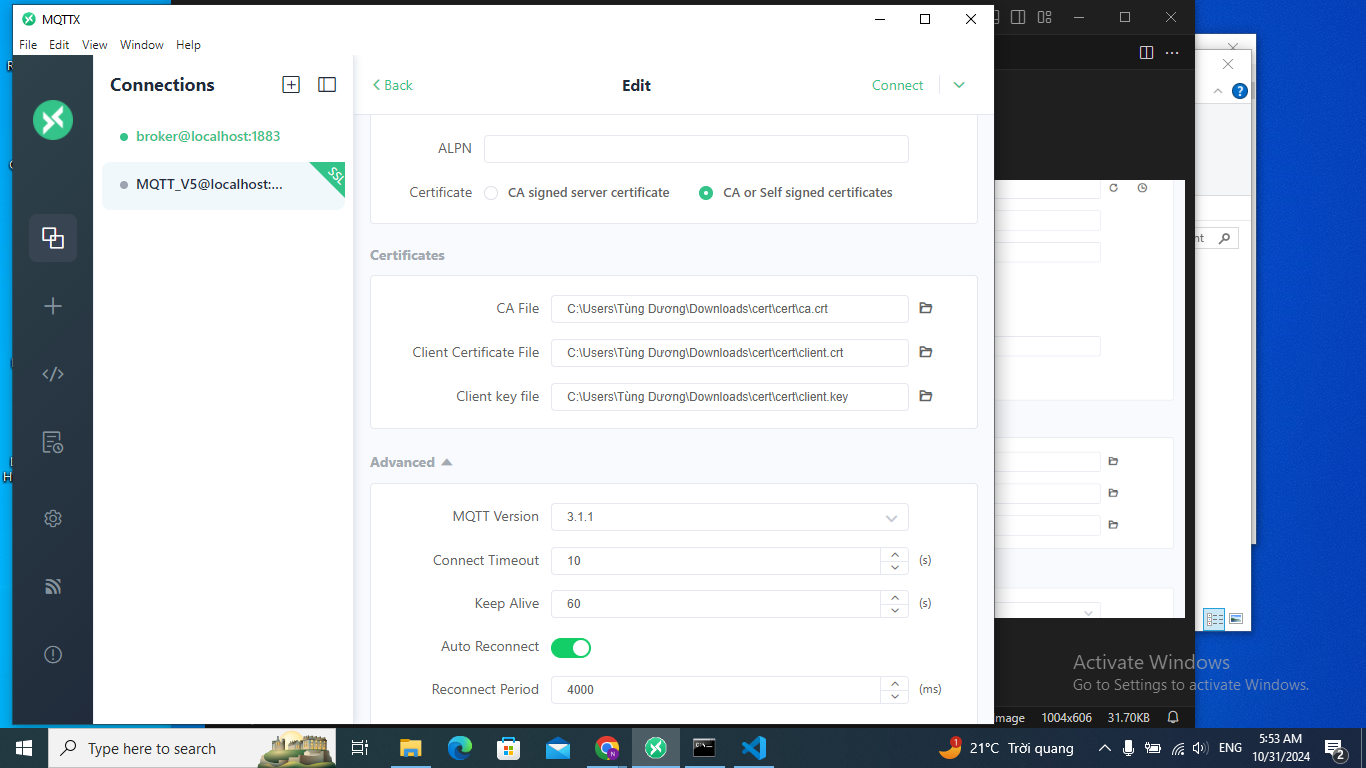 MQTTX
File Edit View Window Help
Connections
Back
Edit
Connect
broker@localhost:1883
MQTT_V5@localhost:...
SSL
ALPN
Certificate
CA signed server certificate
CA or Self signed certificates
Certificates
CA File
C:\Users\Tùng Dương\Downloads\cert\cert\ca.crt
Client Certificate File
C:\Users\Tùng Dương\Downloads\cert\cert\client.crt
Client key file
C:\Users\Tùng Dương\Downloads\cert\cert\client.key
Advanced
MQTT Version
3.1.1
Connect Timeout
10
(s)
Keep Alive
60
(s)
Auto Reconnect
Reconnect Period
4000
(ms)
Activate Windows
Go to Settings to activate Windows.
1004x606
31.70KB
Type here to search
21°C Trời quang
ENG
5:53 AM
10/31/2024
1
2